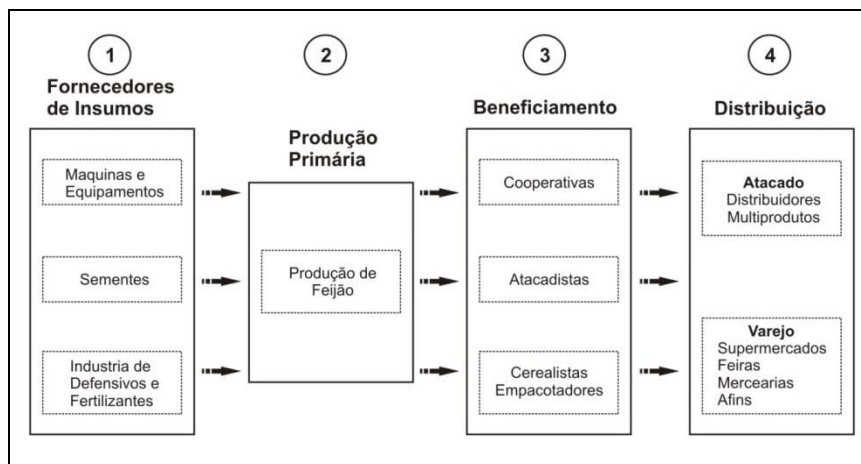 1
Fornecedores
de Insumos
Maquinas e
Equipamentos
Sementes
Industria de
Defensivos e
Fertilizantes
2
Produção
Primária
Produção de
Feijão
3
Beneficiamento
Cooperativas
Atacadistas
Cerealistas
Empacotadores
4
Distribuição
Atacado
Distribuidores
Multiprodutos
Varejo
Supermercados
Feiras
Mercearias
Afins